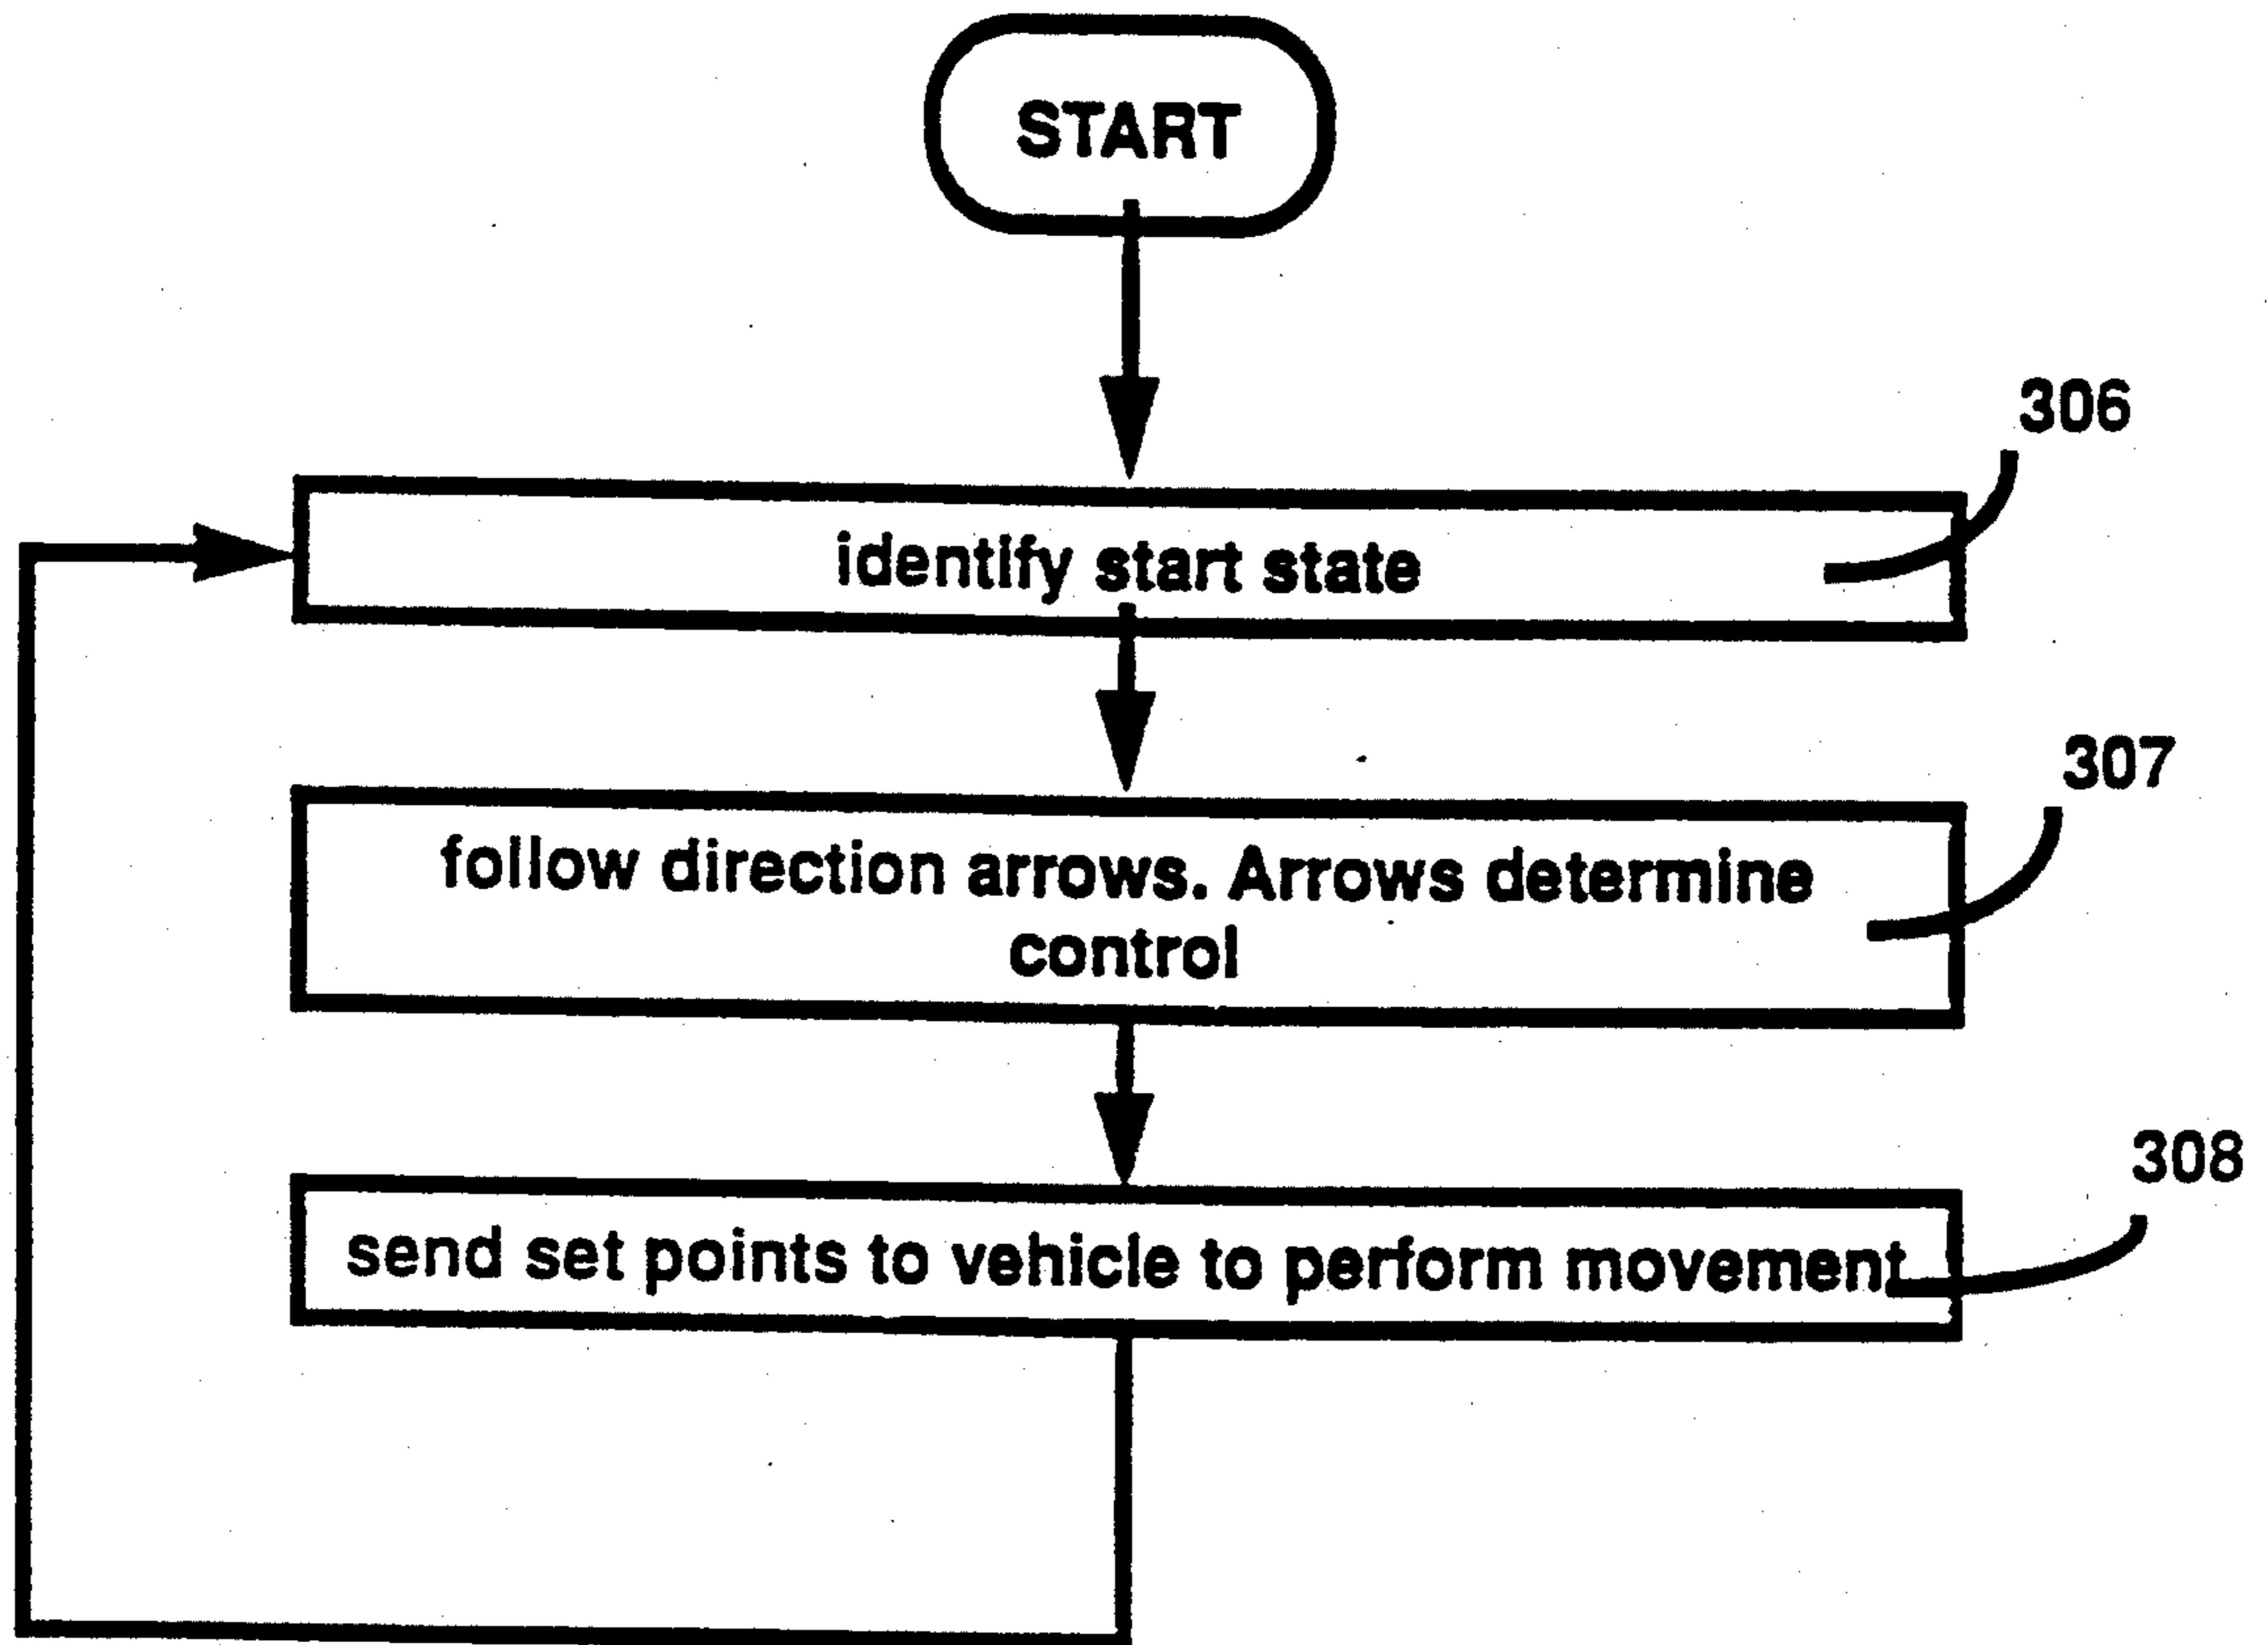 START
306
identify start state
307
follow direction arrows. Arrows determine
control
308
send set points to vehicle to perform movement